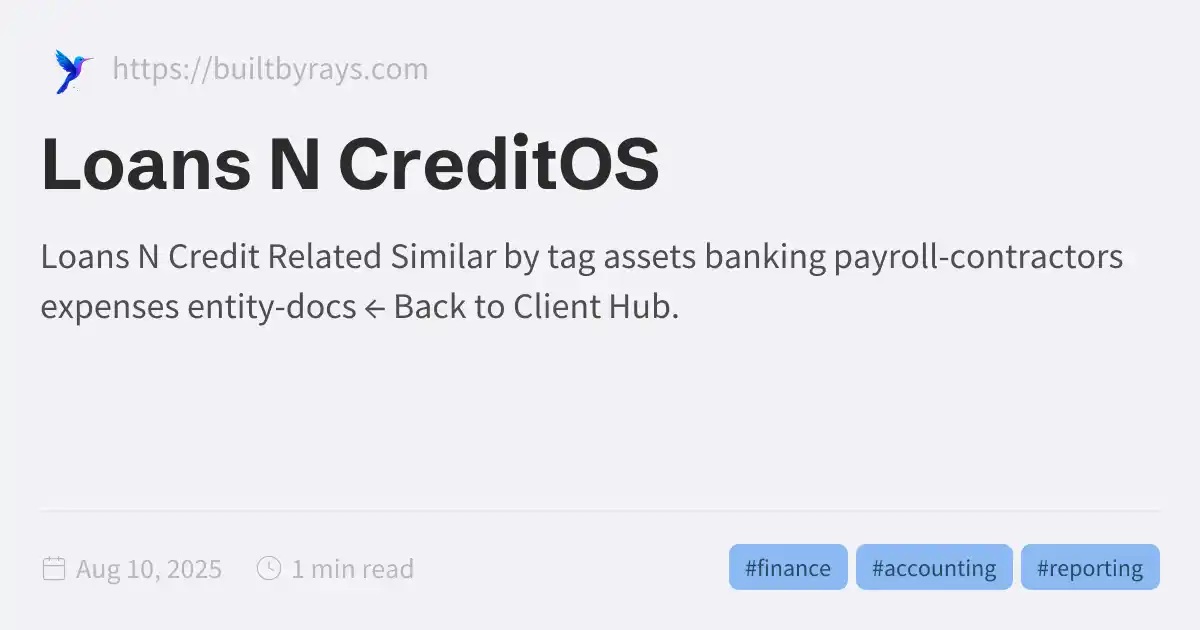 https://builtbyrays.com
Loans N CreditOS
Loans N Credit Related Similar by tag assets banking payroll-contractors
expenses entity-docs ← Back to Client Hub.
Aug 10, 2025 1 min read #finance #accounting #reporting